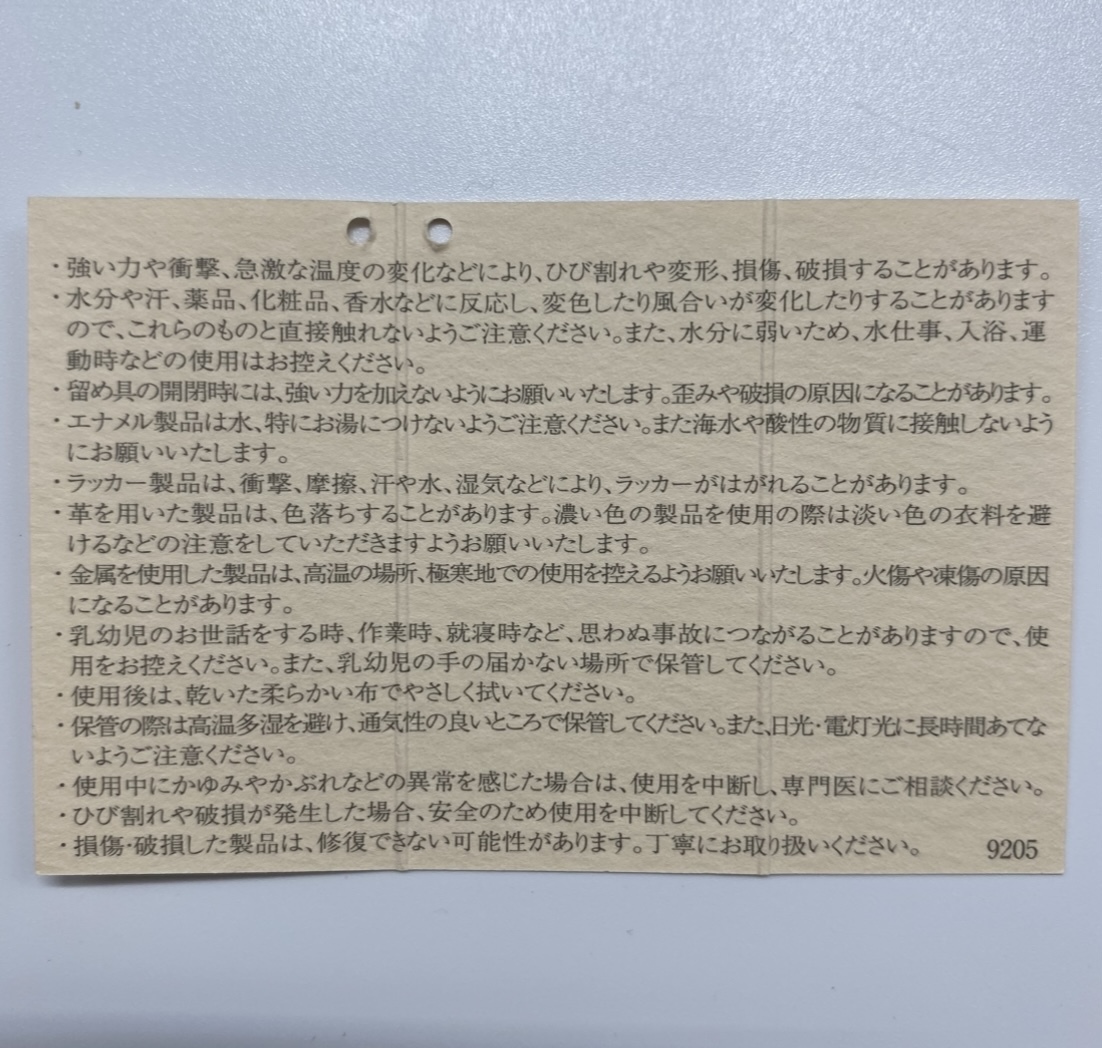 ・強い力や衝撃、急激な温度の変化などにより、ひび割れや変形、損傷、破損することがあります。
・水分や汗、薬品、化粧品、香水などに反応し、変色したり風合いが変化したりすることがあります
ので、これらのものと直接触れないようご注意ください。また、水分に弱いため、水仕事、入浴、運
動時などの使用はお控えください。
・留め具の開閉時には、強い力を加えないようにお願いいたします。歪みや破損の原因になることがあります。
・エナメル製品は水、特にお湯につけないようご注意ください。また海水や酸性の物質に接触しないよう
にお願いいたします。
・ラッカー製品は、衝撃、摩擦、汗や水、湿気などにより、ラッカーがはがれることがあります。
・革を用いた製品は、色落ちすることがあります。濃い色の製品を使用の際は淡い色の衣料を避
けるなどの注意をしていただきますようお願いいたします。
・金属を使用した製品は、高温の場所、極寒地での使用を控えるようお願いいたします。火傷や凍傷の原因
になることがあります。
・乳幼児のお世話をする時、作業時、就寝時など、思わぬ事故につながることがありますので、使
用をお控えください。また、乳幼児の手の届かない場所で保管してください。
・使用後は、乾いた柔らかい布でやさしく拭いてください。
・保管の際は高温多湿を避け、通気性の良いところで保管してください。また、日光・電灯光に長時間あてな
いようご注意ください。
・使用中にかゆみやかぶれなどの異常を感じた場合は、使用を中断し、専門医にご相談ください。
・ひび割れや破損が発生した場合、安全のため使用を中断してください。
・損傷・破損した製品は、修復できない可能性があります。丁寧にお取り扱いください。 9205